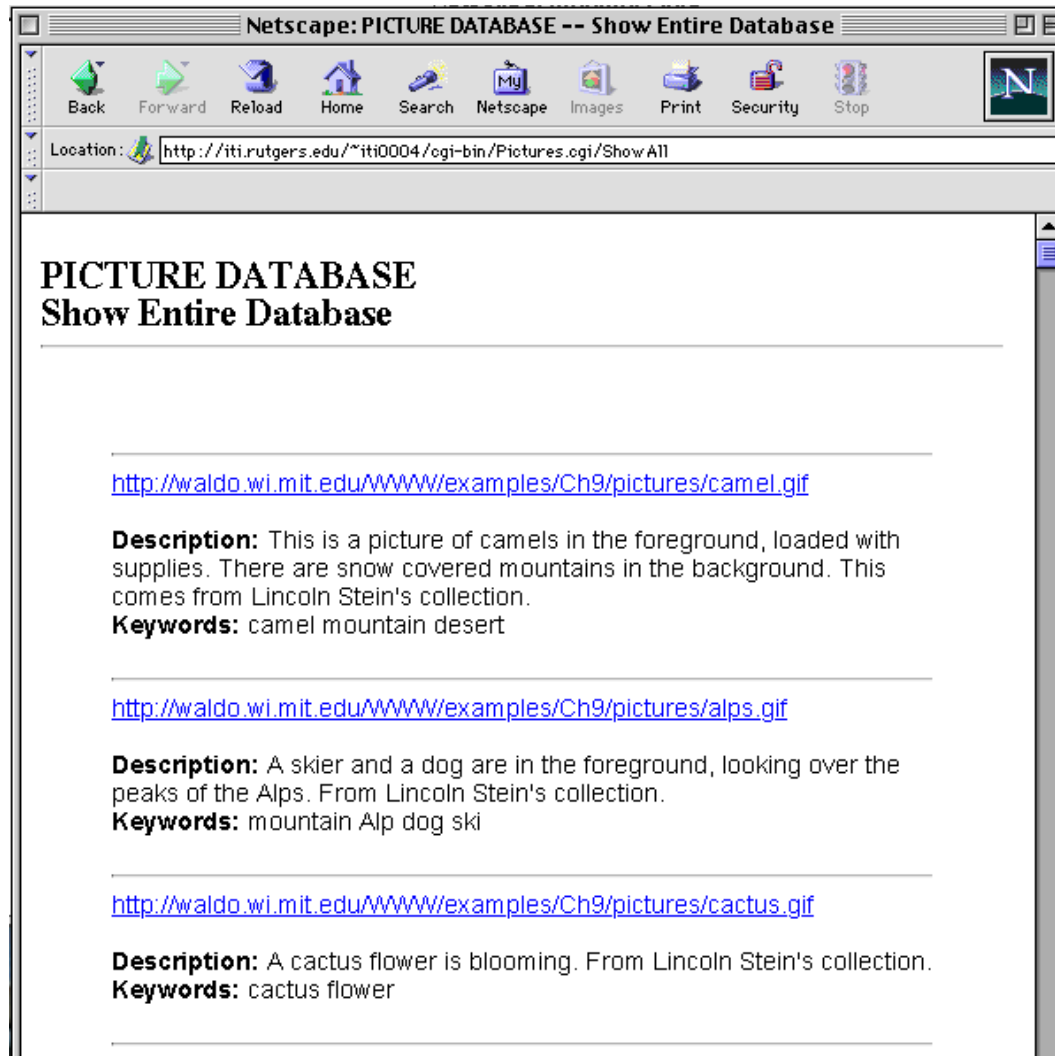 Netscape: PICTURE DATABASE -- Show Entire Database
Back Forward Reload Home Search Netscape Images Print Security Stop
My
N
Location: http://iti.rutgers.edu/~iti0004/cgi-bin/Pictures.cgi/ShowAll
PICTURE DATABASE
Show Entire Database
http://waldo.wi.mit.edu/WWW/examples/Ch9/pictures/camel.gif
Description: This is a picture of camels in the foreground, loaded with
supplies. There are snow covered mountains in the background. This
comes from Lincoln Stein's collection.
Keywords: camel mountain desert
http://waldo.wi.mit.edu/WWW/examples/Ch9/pictures/alps.gif
Description: A skier and a dog are in the foreground, looking over the
peaks of the Alps. From Lincoln Stein's collection.
Keywords: mountain Alp dog ski
http://waldo.wi.mit.edu/WWW/examples/Ch9/pictures/cactus.gif
Description: A cactus flower is blooming. From Lincoln Stein's collection.
Keywords: cactus flower